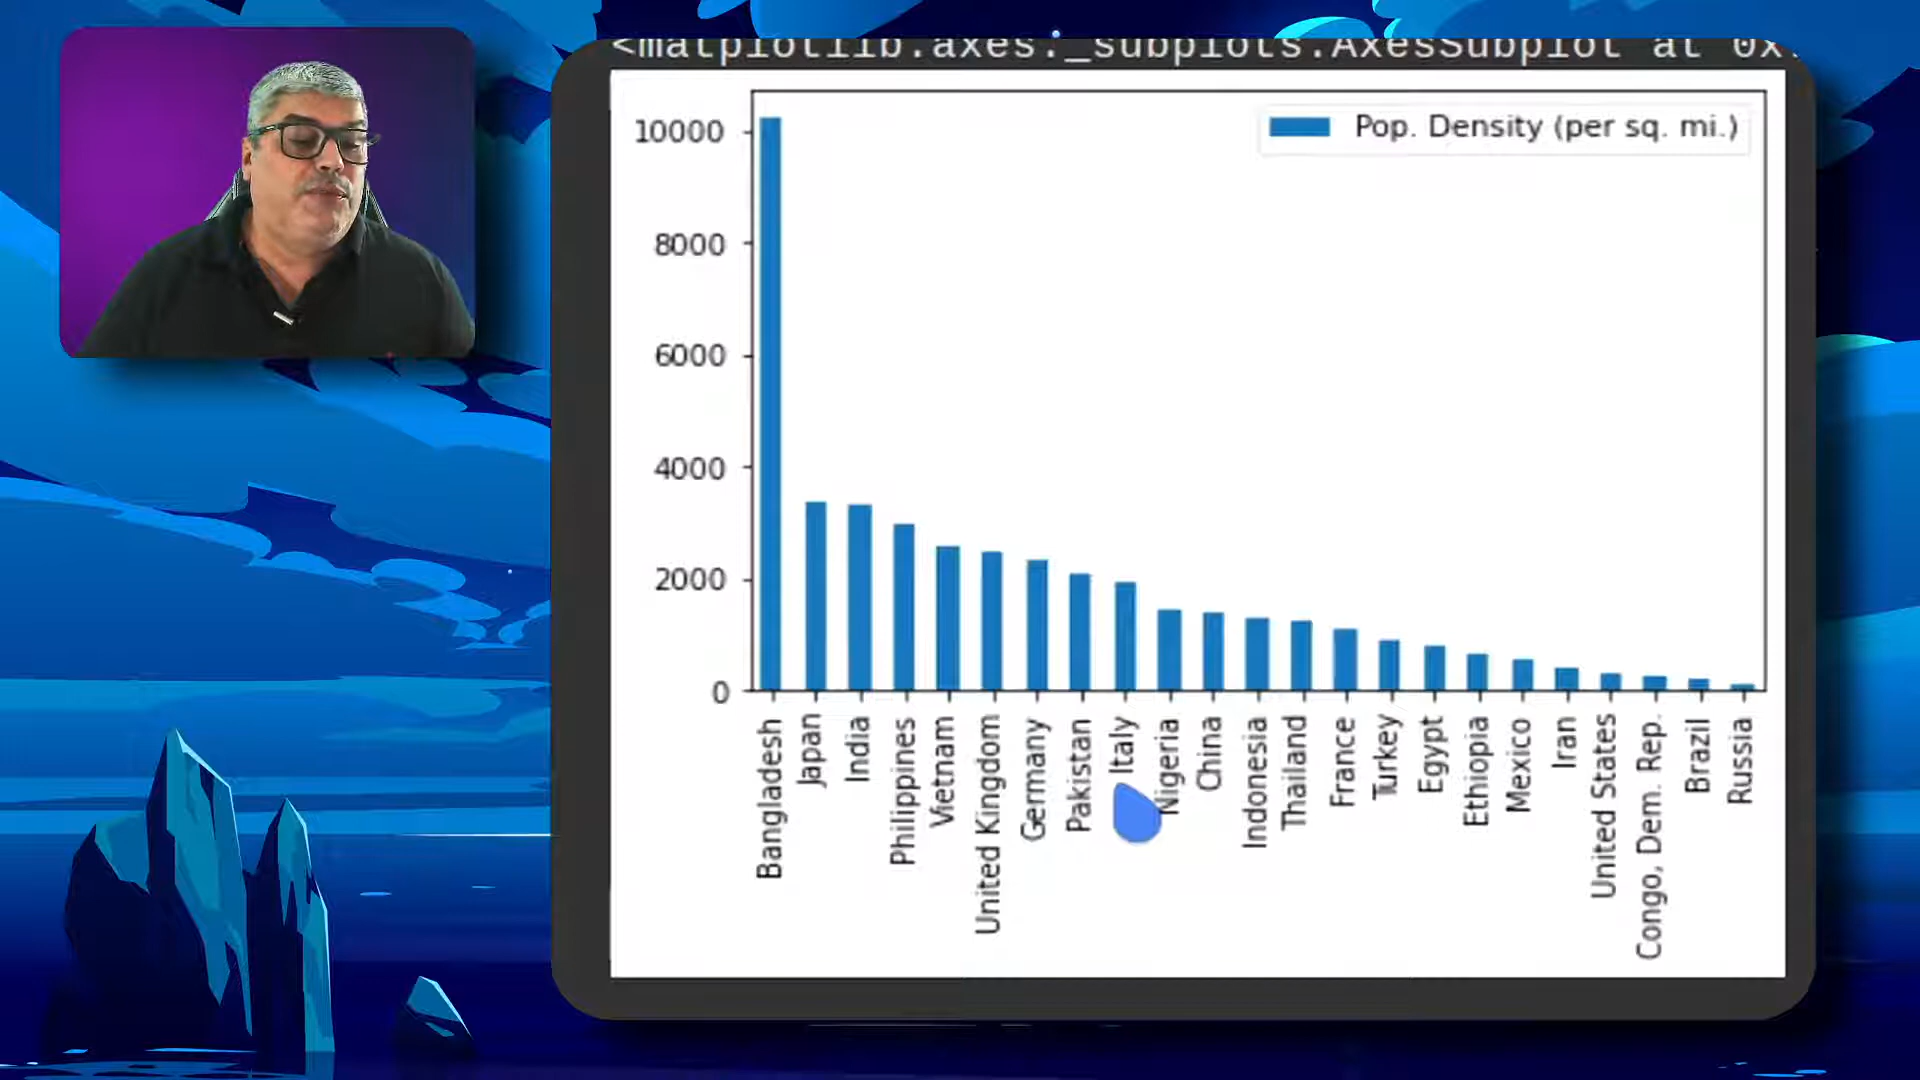 <matplotlib.axes._subplots.AxesSubplot at 0x
Pop. Density (per sq. mi.)
10000
8000
6000
4000
2000
0
Bangladesh
Japan
India
Philippines
Vietnam
United Kingdom
Germany
Pakistan
Italy
Nigeria
China
Indonesia
Thailand
France
Turkey
Egypt
Ethiopia
Mexico
Iran
United States
Congo, Dem. Rep.
Brazil
Russia